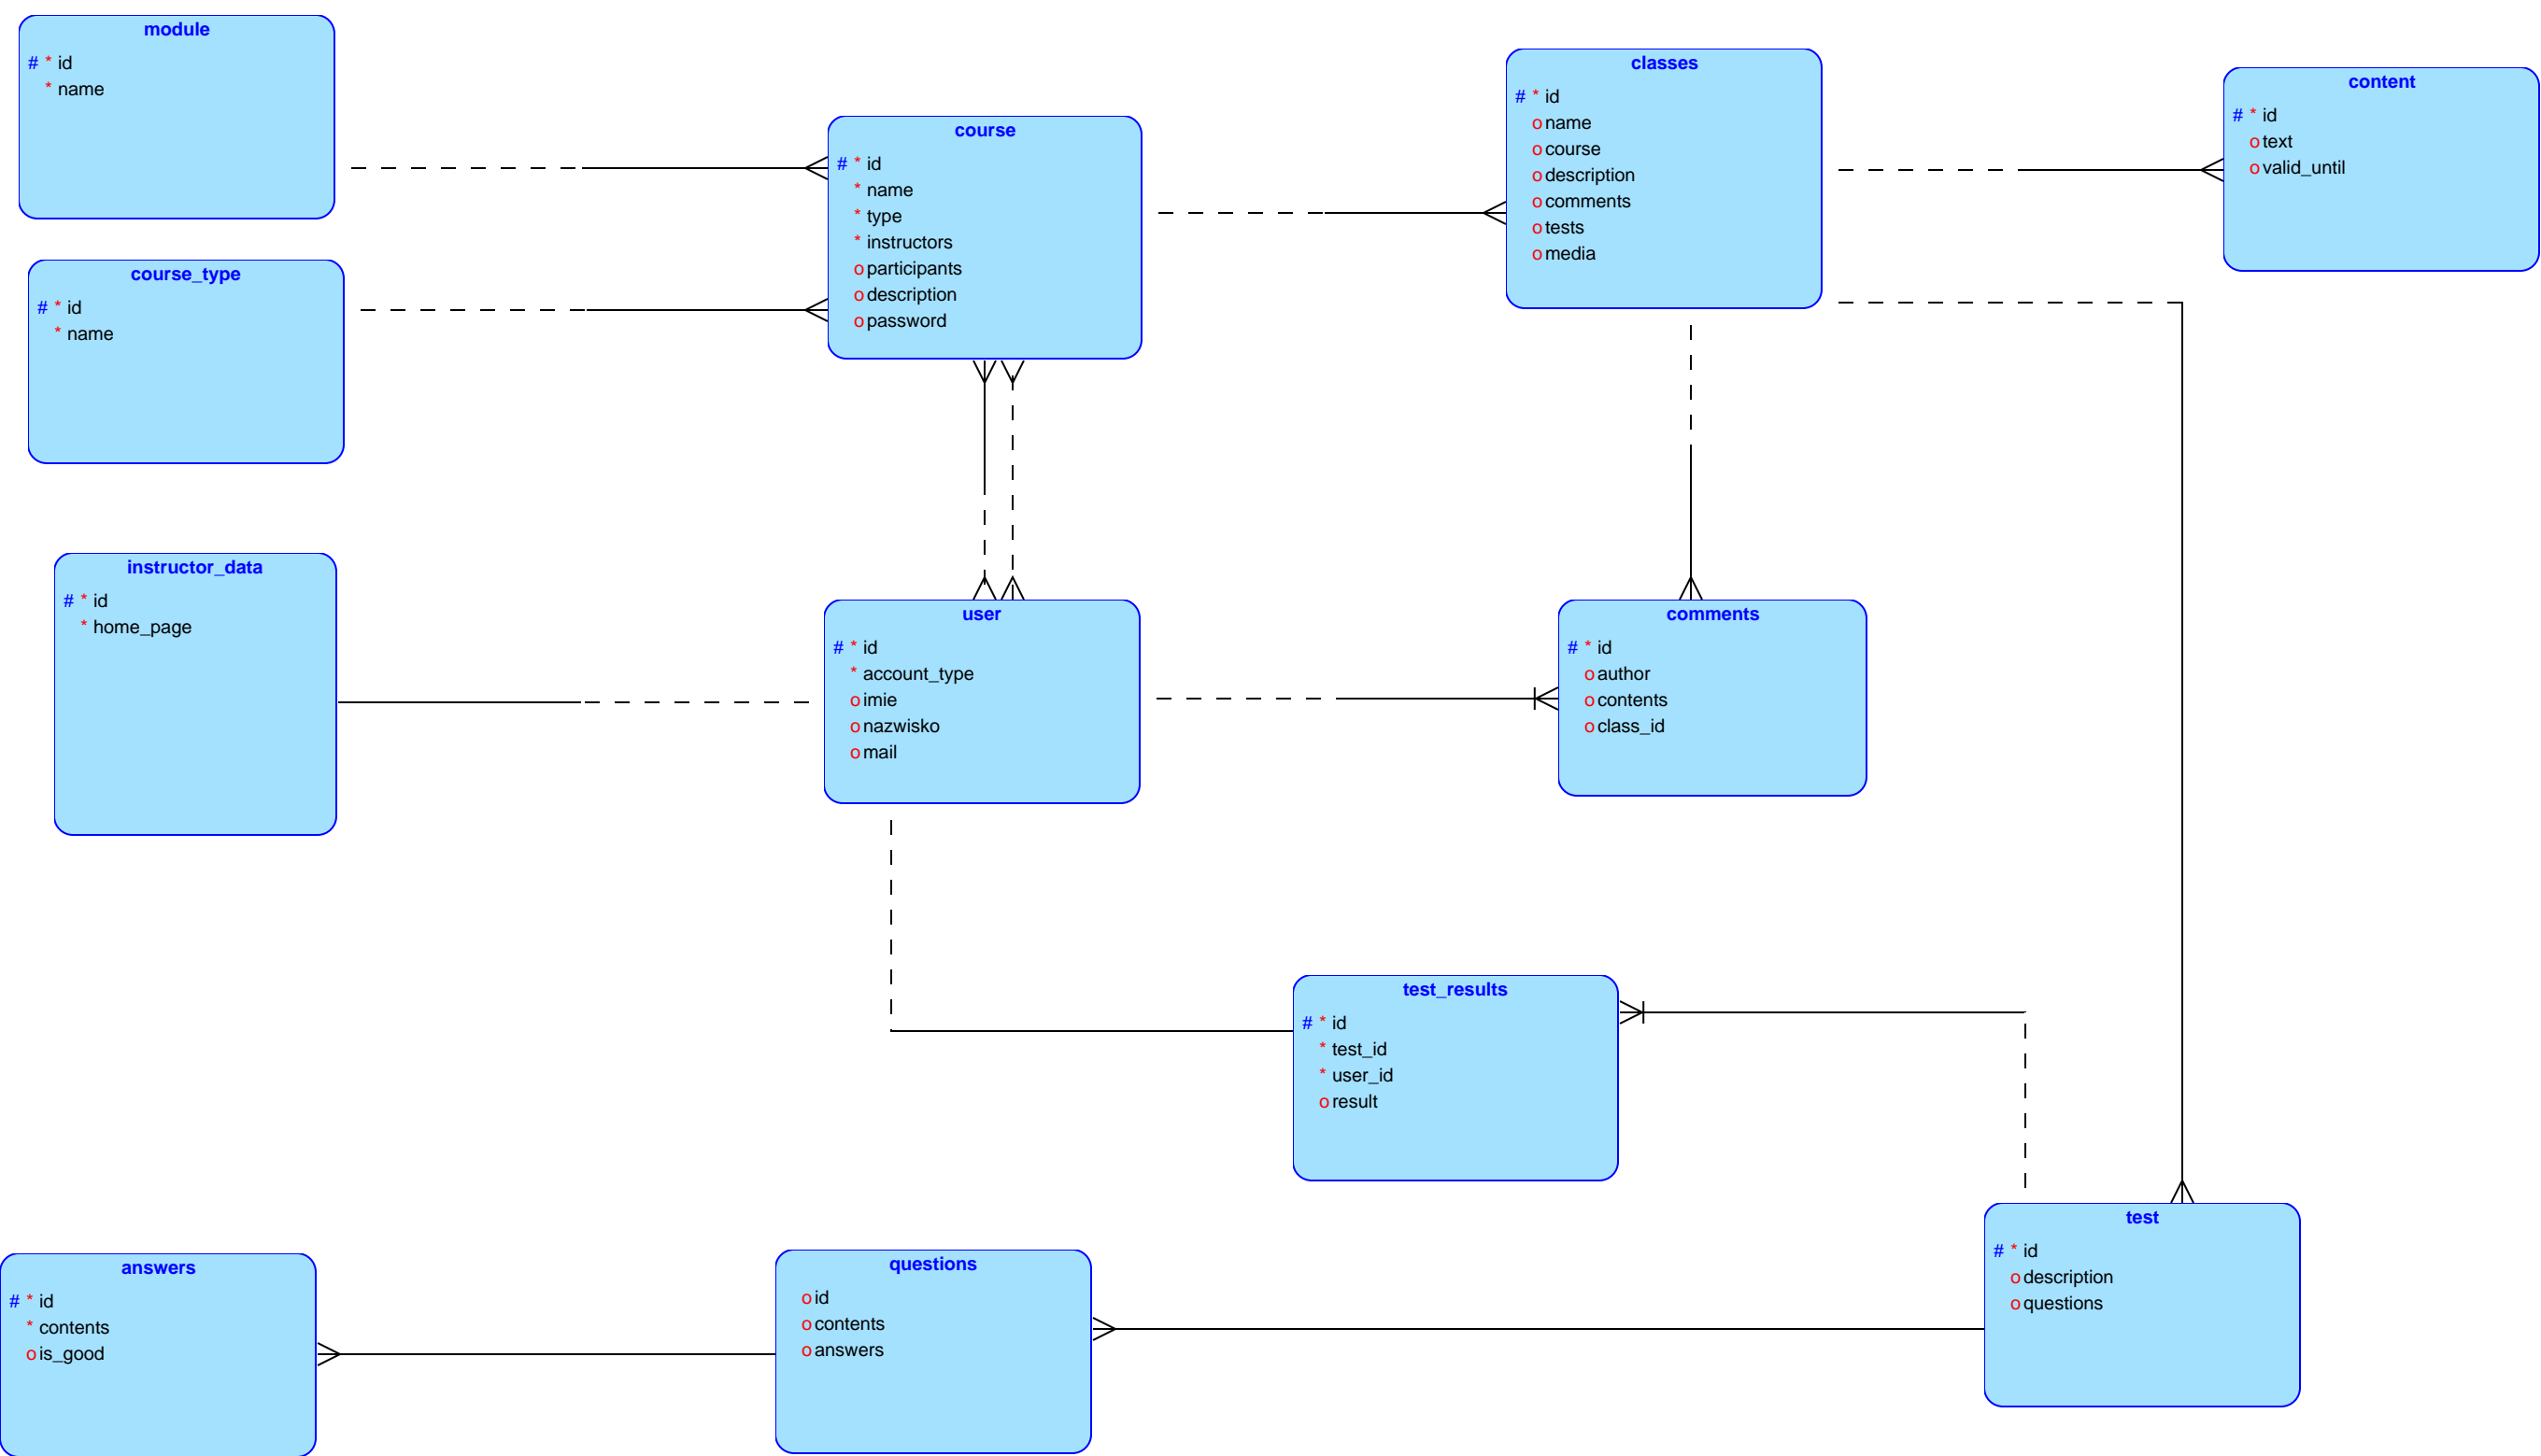 module
# * id
* name
course_type
# * id
* name
course
# * id
* name
* type
* instructors
o participants
o description
o password
classes
# * id
o name
o course
o description
o comments
o tests
o media
content
# * id
o text
o valid_until
instructor_data
# * id
* home_page
user
# * id
* account_type
o imie
o nazwisko
o mail
comments
# * id
o author
o contents
o class_id
test_results
# * id
* test_id
* user_id
o result
answers
# * id
* contents
o is_good
questions
o id
o contents
o answers
test
# * id
o description
o questions